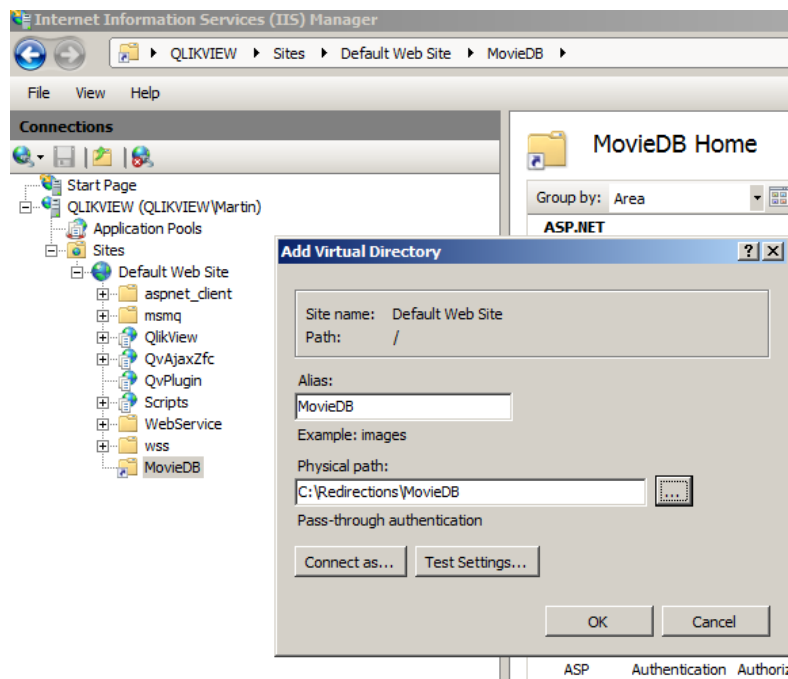 Internet Information Services (IIS) Manager
QLIKVIEW Sites Default Web Site MovieDB
File View Help
Connections
Start Page
QLIKVIEW (QLIKVIEW\Martin)
Application Pools
Sites
Default Web Site
aspnet_client
msmq
QlikView
QvAjaxZfc
QvPlugin
Scripts
WebService
wss
MovieDB
MovieDB Home
Group by: Area
ASP.NET
Add Virtual Directory
Site name: Default Web Site
Path: /
Alias:
MovieDB
Example: images
Physical path:
C:\Redirections\MovieDB
...
Pass-through authentication
Connect as... Test Settings...
OK Cancel
ASP Authentication